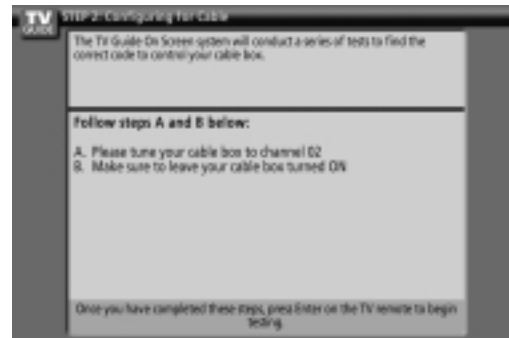 TV
GUIDE
STEP 2: Configuring for Cable
The TV Guide On Screen system will conduct a series of tests to find the
correct code to control your cable box.
Follow steps A and B below:
A. Please tune your cable box to channel 02
B. Make sure to leave your cable box turned ON
Once you have completed these steps, press Enter on the TV remote to begin
testing.